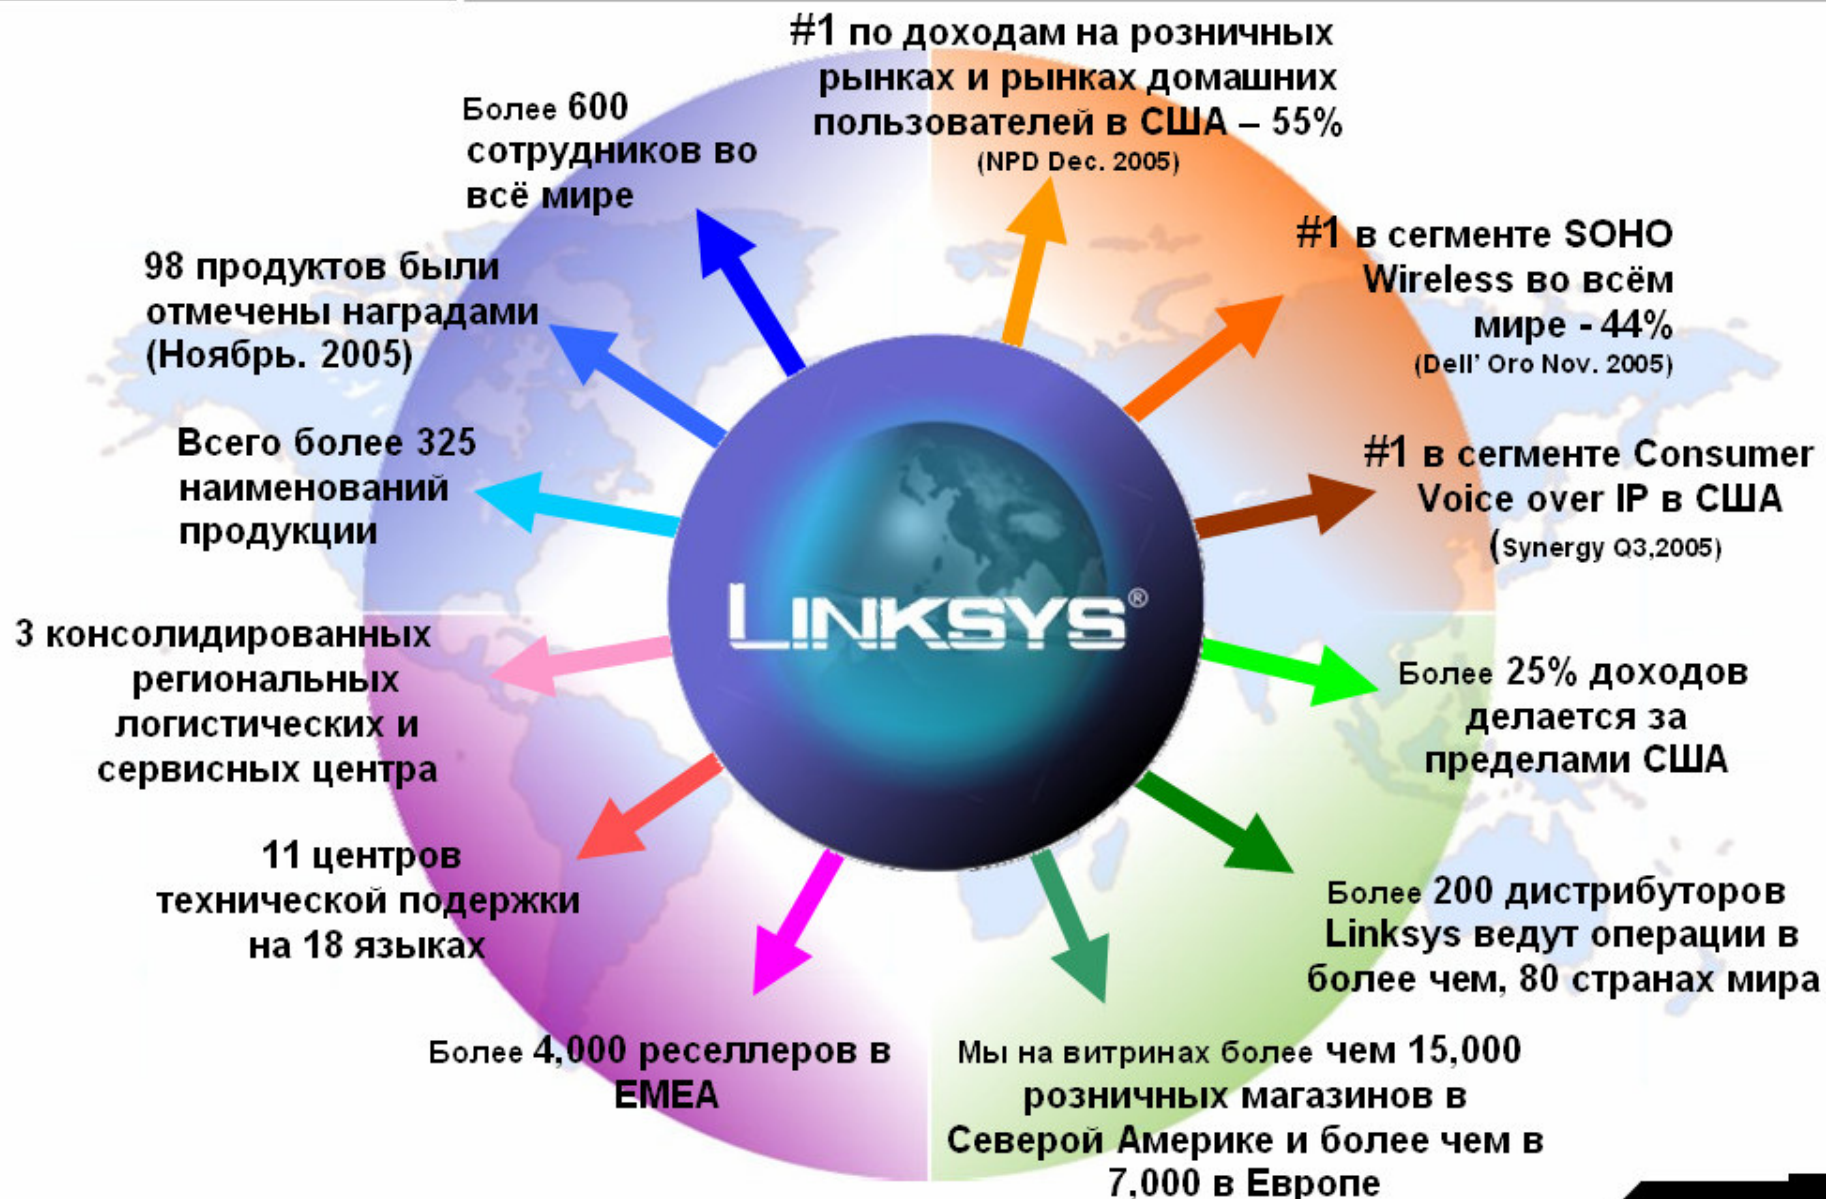 #1 по доходам на розничных
рынках и рынках домашних
пользователей в США – 55%
(NPD Dec. 2005)
#1 в сегменте SOHO
Wireless во всём
мире - 44%
(Dell' Oro Nov. 2005)
#1 в сегменте Consumer
Voice over IP в США
(Synergy Q3,2005)
Более 25% доходов
делается за
пределами США
Более 200 дистрибуторов
Linksys ведут операции в
более чем, 80 странах мира
Мы на витринах более чем 15,000
розничных магазинов в
Северой Америке и более чем в
7,000 в Европе
Более 4,000 реселлеров в
EMEA
11 центров
технической подержки
на 18 языках
3 консолидированных
региональных
логистических и
сервисных центра
Всего более 325
наименований
продукции
98 продуктов были
отмечены наградами
(Ноябрь. 2005)
Более 600
сотрудников во
всё мире
LINKSYS®